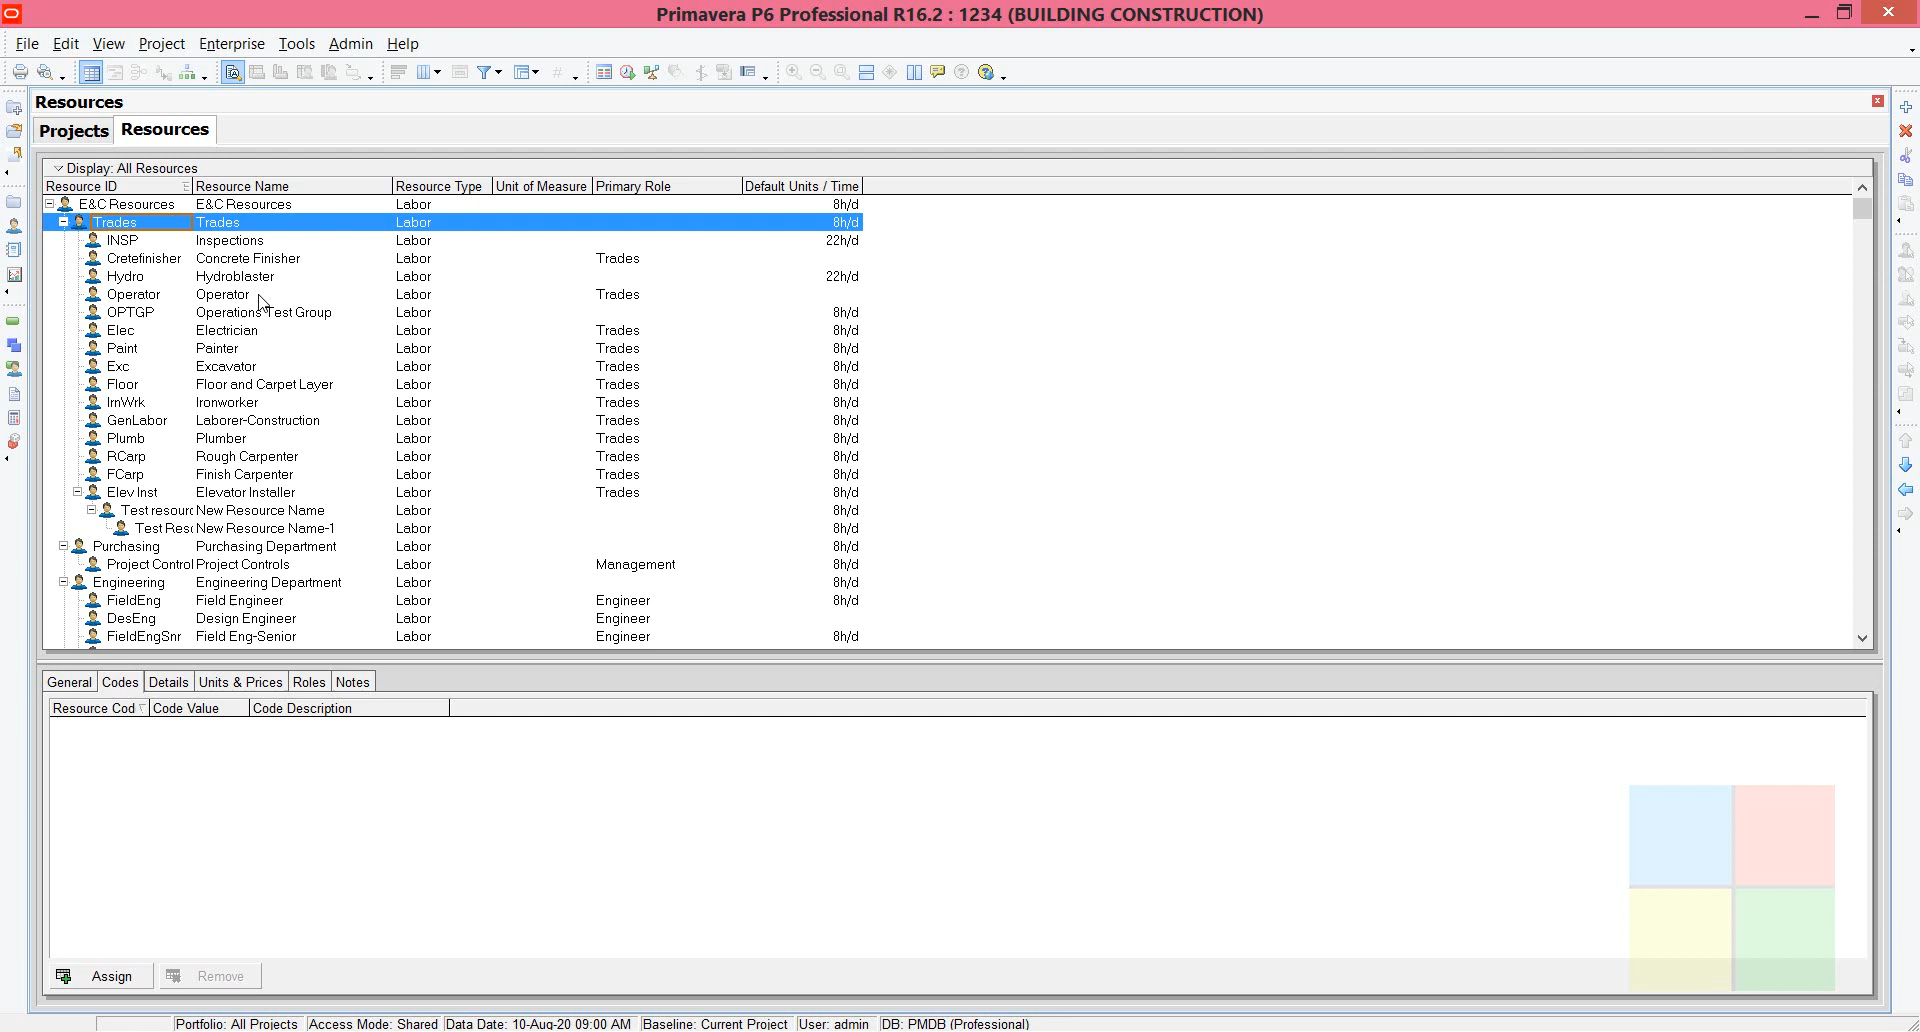 Primavera P6 Professional R16.2 : 1234 (BUILDING CONSTRUCTION)
File Edit View Project Enterprise Tools Admin Help
Resources
Projects Resources
Display: All Resources
Resource ID Resource Name Resource Type Unit of Measure Primary Role Default Units / Time
E&C Resources E&C Resources Labor 8h/d
Trades Trades Labor 8h/d
INSP Inspections Labor 22h/d
Cretefinisher Concrete Finisher Labor Trades
Hydro Hydroblaster Labor 22h/d
Operator Operator Labor Trades
OPTGP Operations Test Group Labor 8h/d
Elec Electrician Labor Trades 8h/d
Paint Painter Labor Trades 8h/d
Exc Excavator Labor Trades 8h/d
Floor Floor and Carpet Layer Labor Trades 8h/d
IrnWrk Ironworker Labor Trades 8h/d
GenLabor Laborer-Construction Labor Trades 8h/d
Plumb Plumber Labor Trades 8h/d
RCarp Rough Carpenter Labor Trades 8h/d
FCarp Finish Carpenter Labor Trades 8h/d
Elev Inst Elevator Installer Labor Trades 8h/d
Test resourc New Resource Name Labor 8h/d
Test Reso New Resource Name-1 Labor 8h/d
Purchasing Purchasing Department Labor 8h/d
Project Control Project Controls Labor Management 8h/d
Engineering Engineering Department Labor 8h/d
FieldEng Field Engineer Labor Engineer 8h/d
DesEng Design Engineer Labor Engineer
FieldEngSnr Field Eng-Senior Labor Engineer 8h/d
General Codes Details Units & Prices Roles Notes
Resource Cod Code Value Code Description
Assign Remove
Portfolio: All Projects Access Mode: Shared Data Date: 10-Aug-20 09:00 AM Baseline: Current Project User: admin DB: PMDB (Professional)